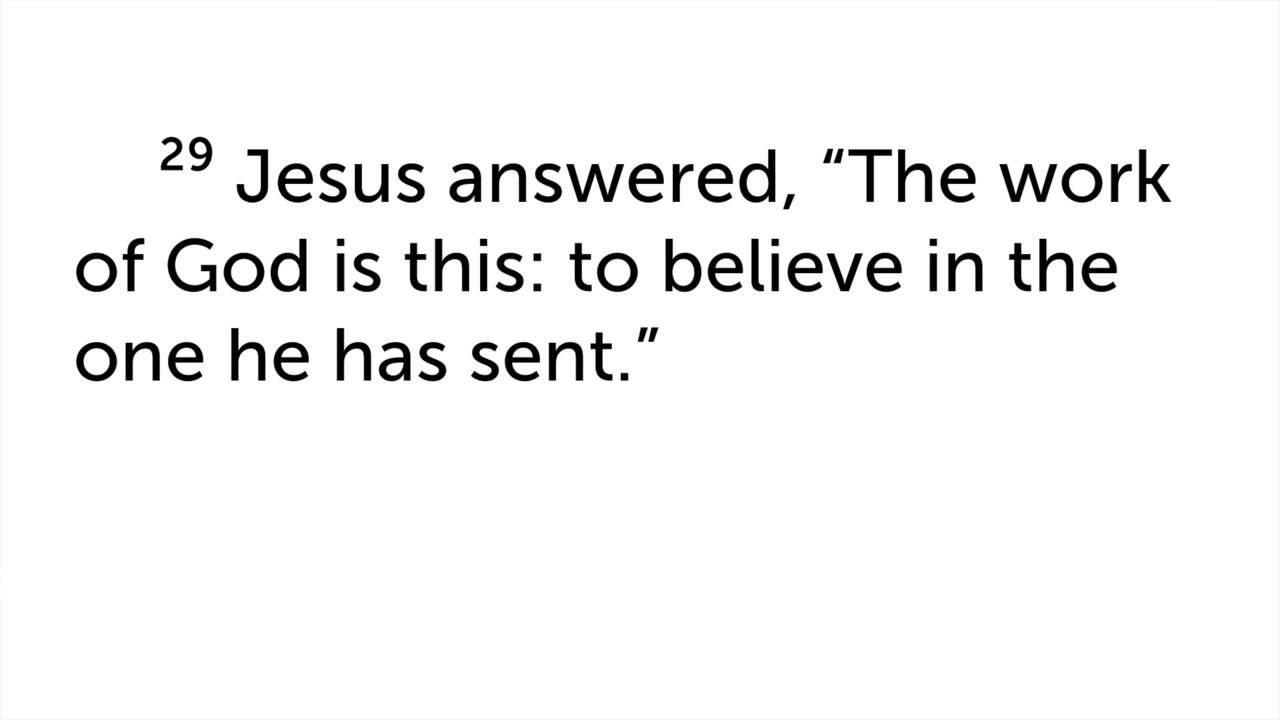 29 Jesus answered, “The work
of God is this: to believe in the
one he has sent.”